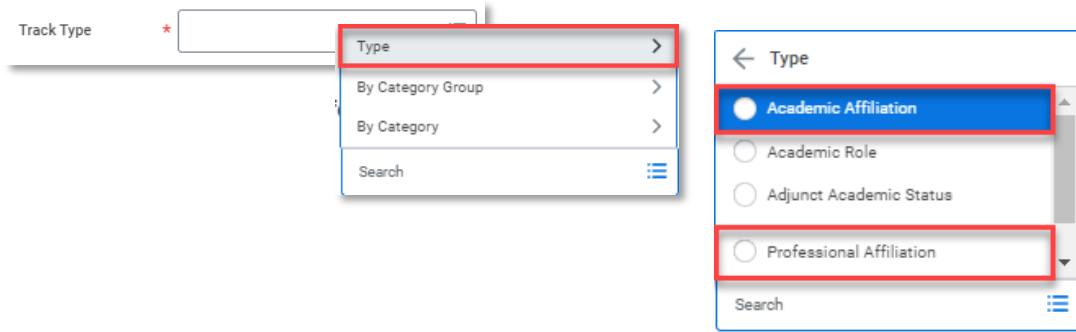 Track Type *
Type
By Category Group
By Category
Search
Type
Academic Affiliation
Academic Role
Adjunct Academic Status
Professional Affiliation
Search